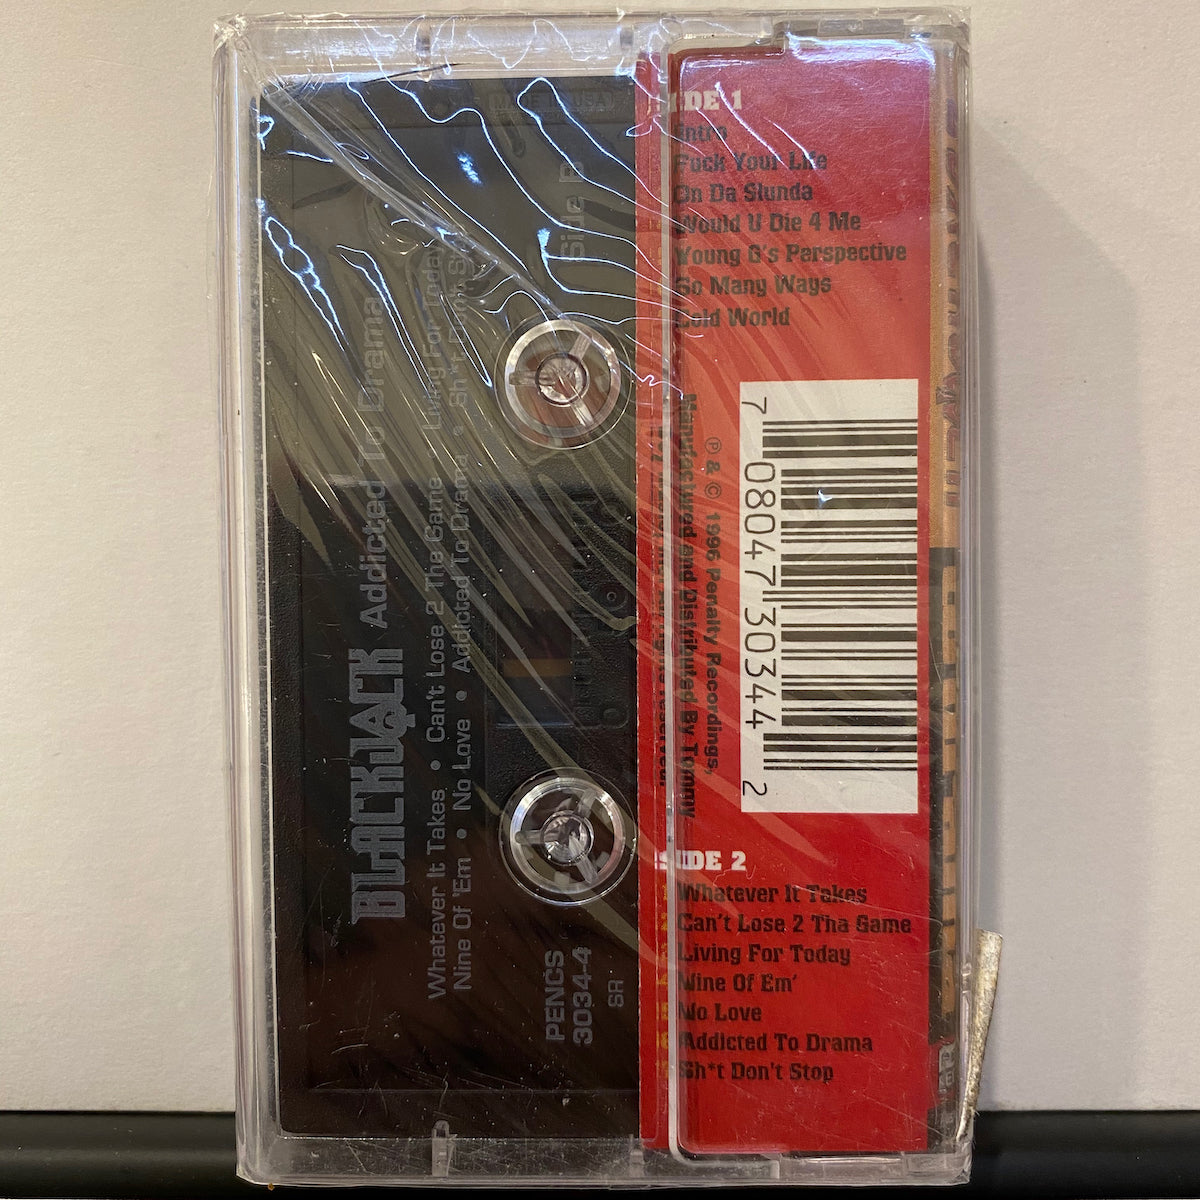 MADE IN USA
Side B
BLACKJACK Addicted To Drama
Whatever It Takes • Can't Lose 2 The Game • Living For Today
Nine Of 'Em • No Love • Addicted To Drama • Sh*t Don't
PENCS
3034-4
SR
SIDE 1
Intro
Fuck Your Life
On Da Slunda
Would U Die 4 Me
Young G's Perspective
So Many Ways
Cold World
℗ & © 1996 Penalty Recordings,
Manufactured and Distributed By Tommy
7 08047 30344 2
SIDE 2
Whatever It Takes
Can't Lose 2 Tha Game
Living For Today
Nine Of Em'
No Love
Addicted To Drama
Sh*t Don't Stop